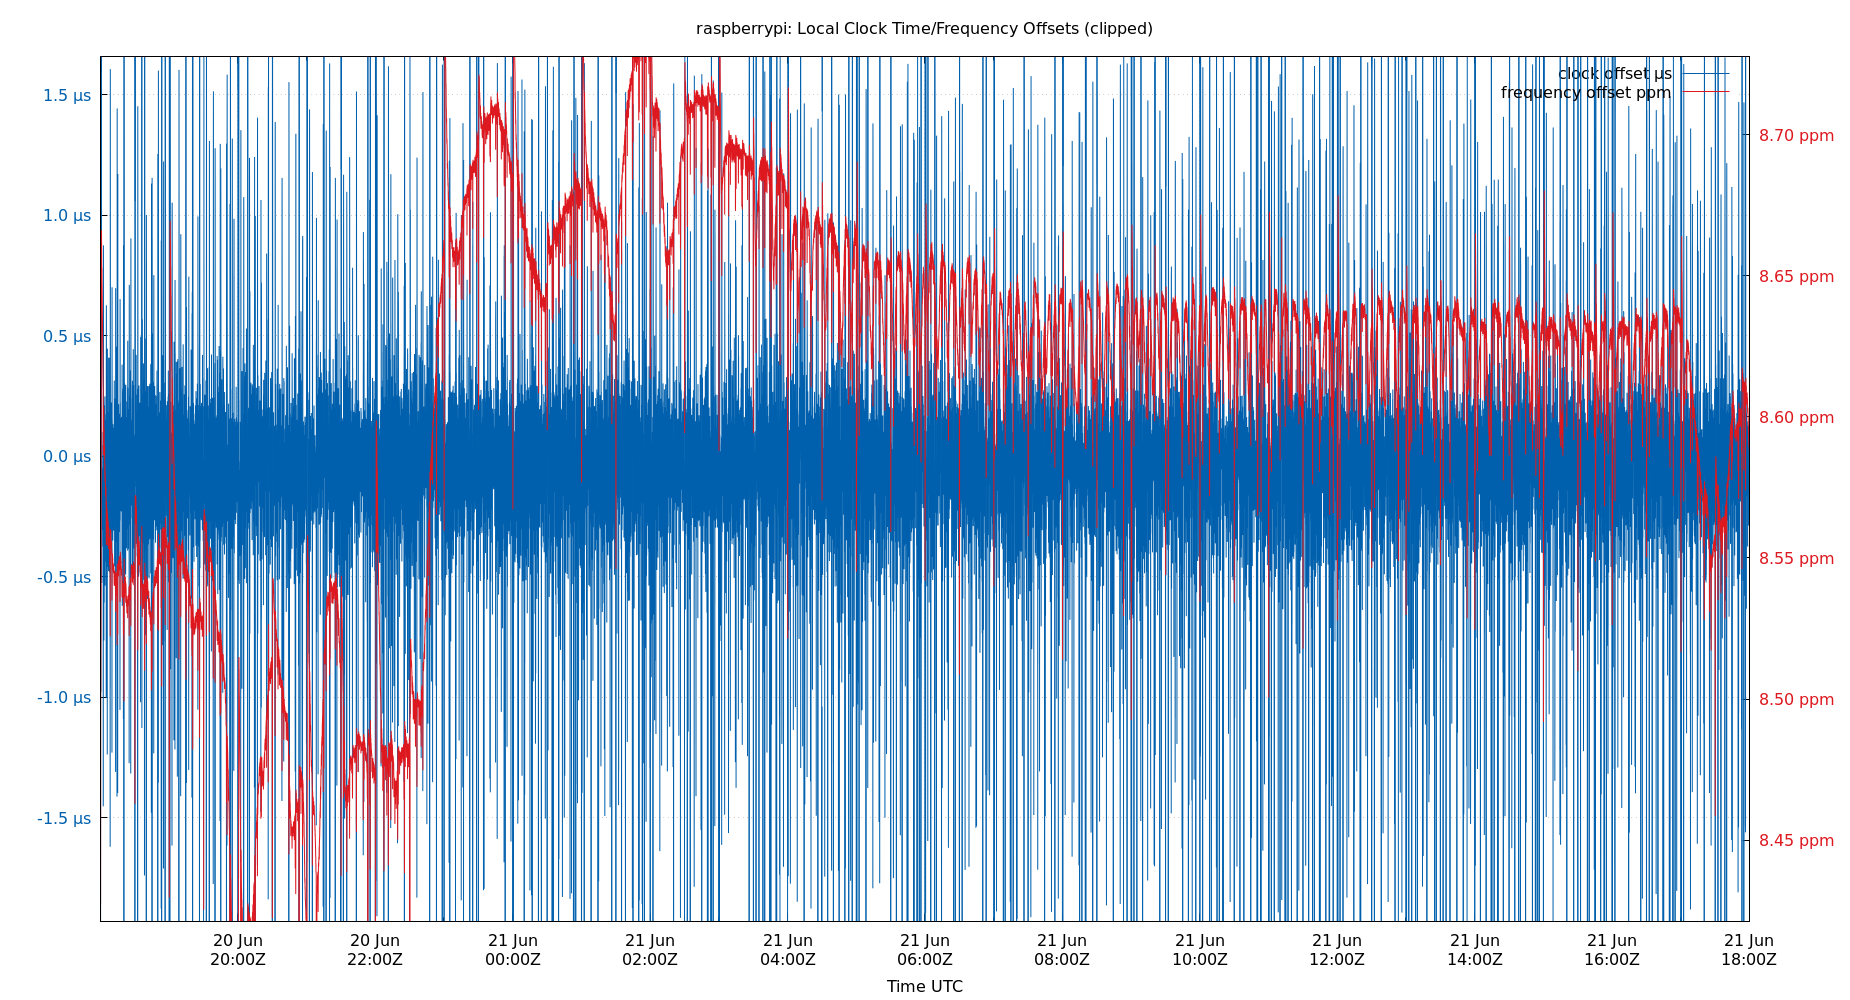 raspberrypi: Local Clock Time/Frequency Offsets (clipped)
clock offset µs
frequency offset ppm
1.5 µs
1.0 µs
0.5 µs
0.0 µs
-0.5 µs
-1.0 µs
-1.5 µs
8.70 ppm
8.65 ppm
8.60 ppm
8.55 ppm
8.50 ppm
8.45 ppm
20 Jun 20 Jun 21 Jun 21 Jun 21 Jun 21 Jun 21 Jun 21 Jun 21 Jun 21 Jun 21 Jun 21 Jun
20:00Z 22:00Z 00:00Z 02:00Z 04:00Z 06:00Z 08:00Z 10:00Z 12:00Z 14:00Z 16:00Z 18:00Z
Time UTC